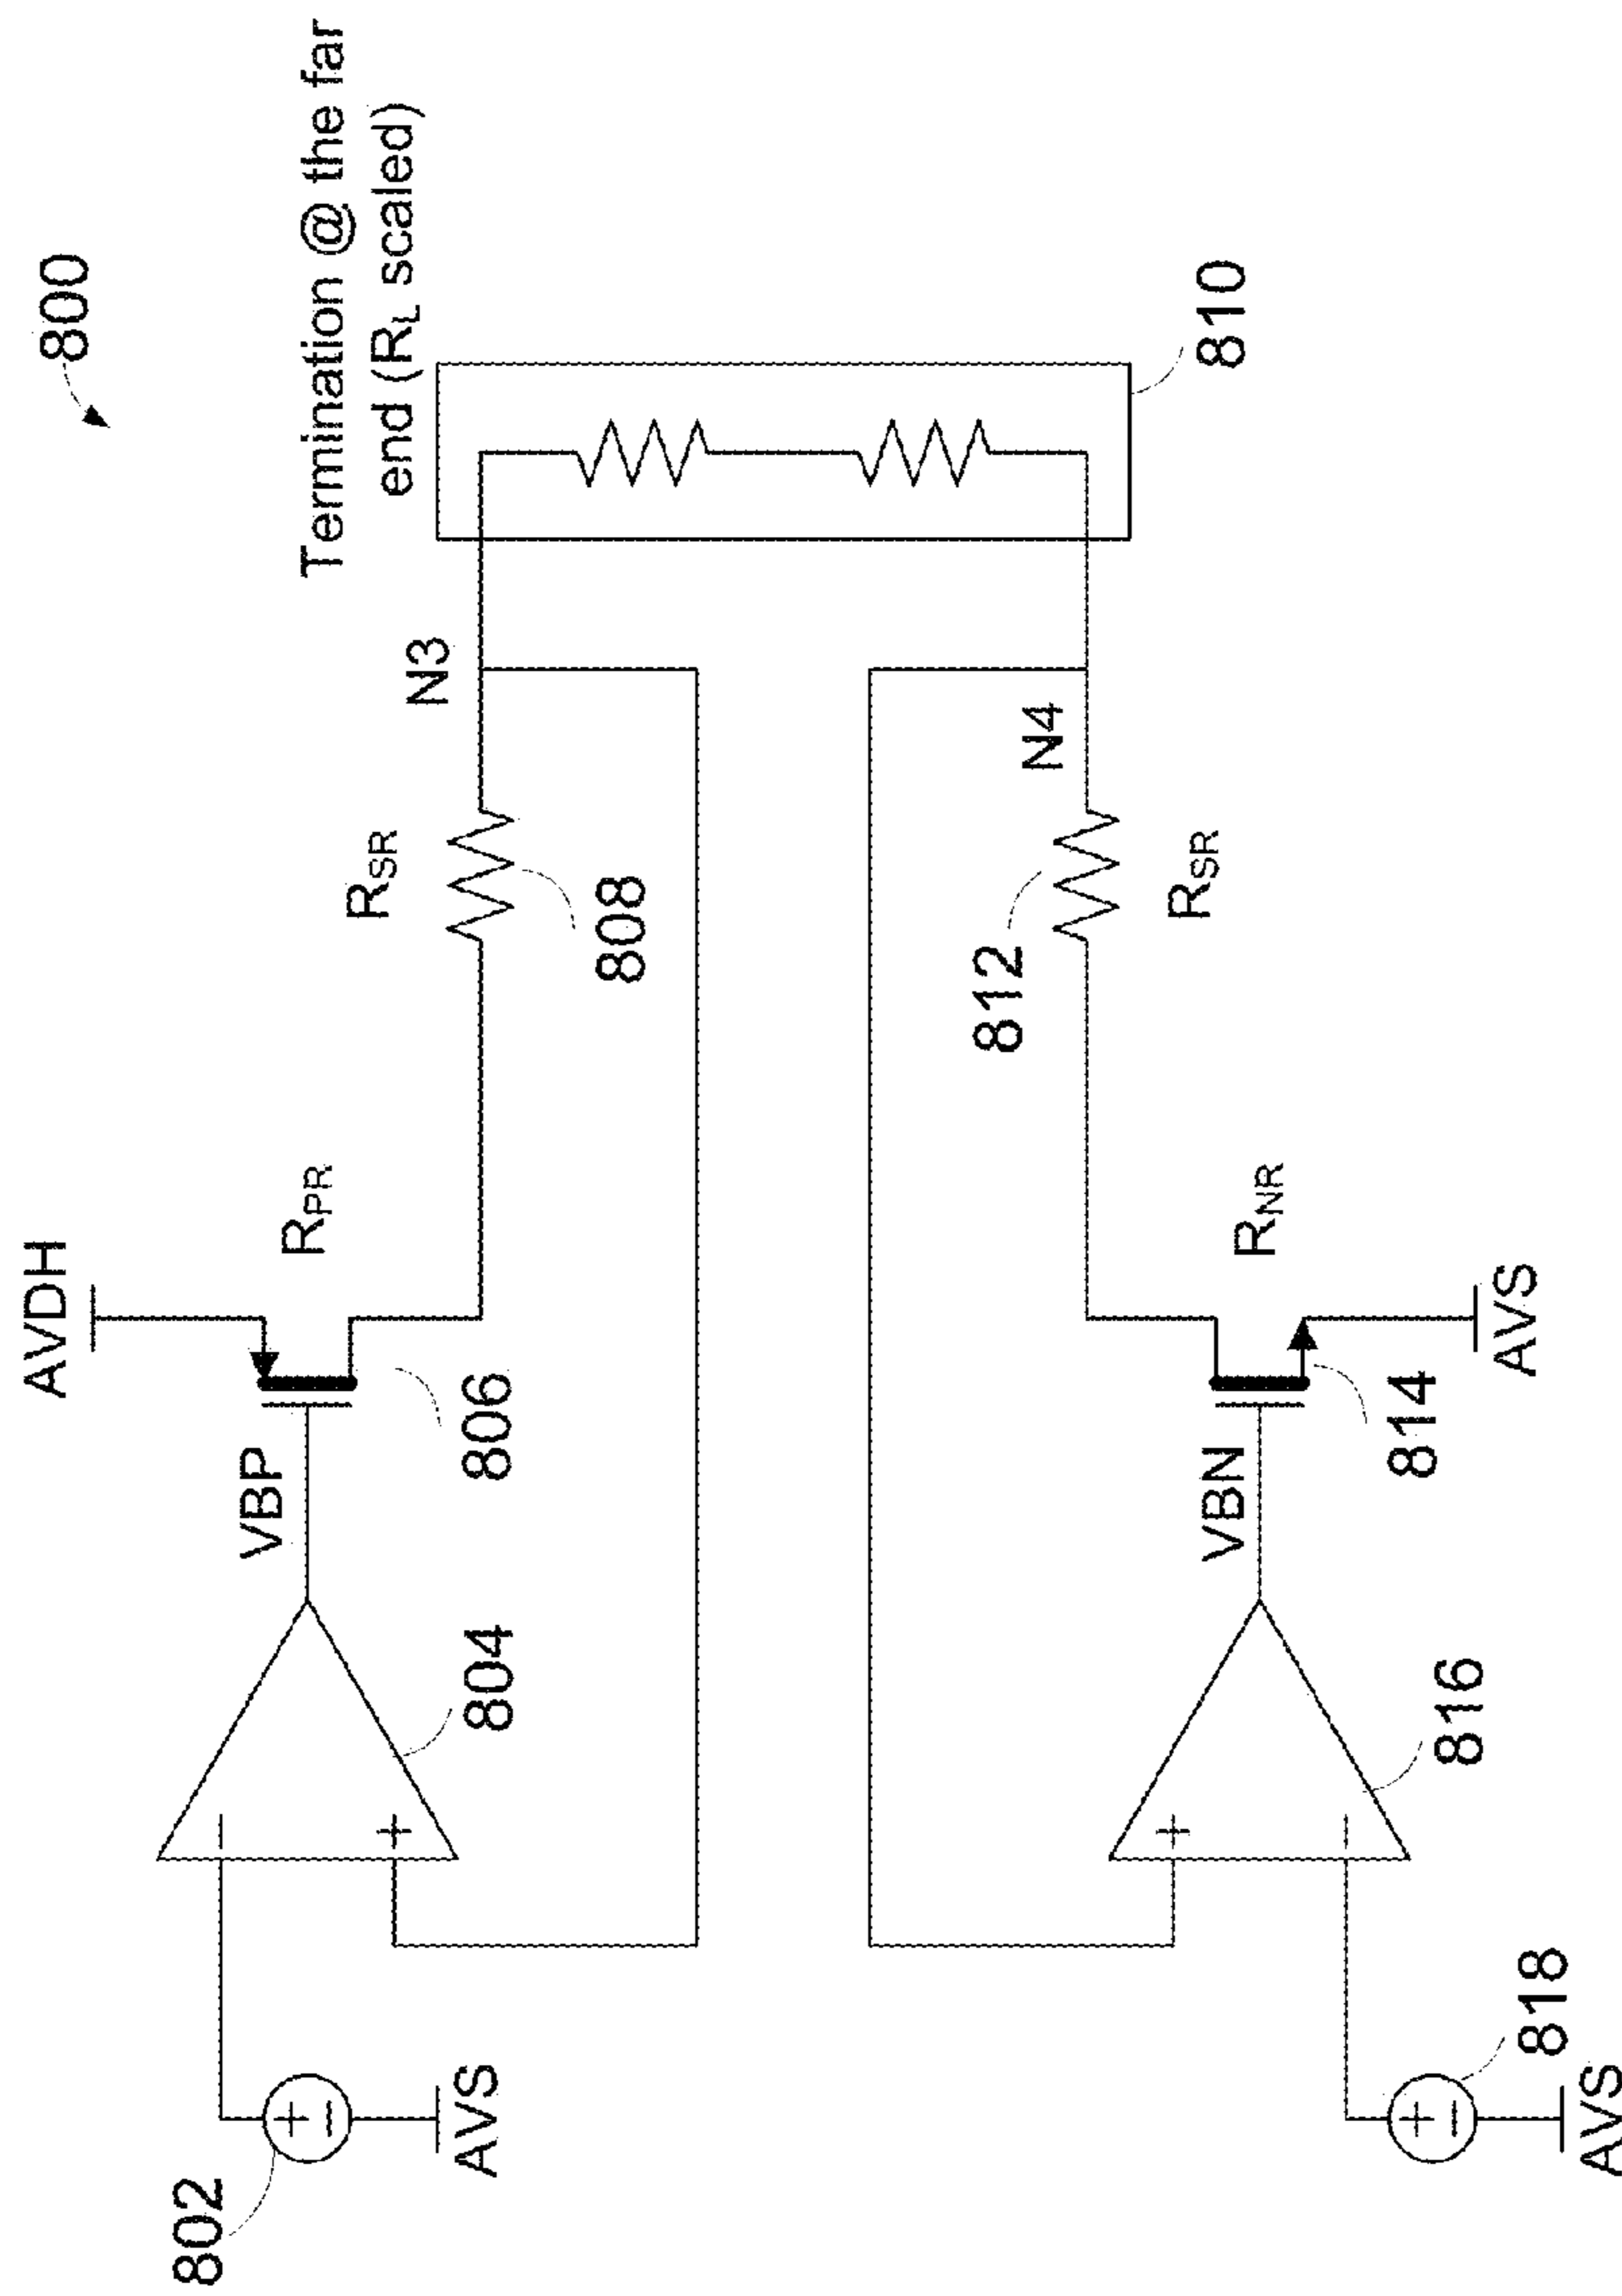 800
Termination @ the far
end (RL scaled)
AVDH
RPR
VBP
806
804
802
AVS
RSR
808
N3
810
N4
812
RSR
RNR
VBN
814
AVS
816
818
AVS
+
−
+
−
+
−
+
−